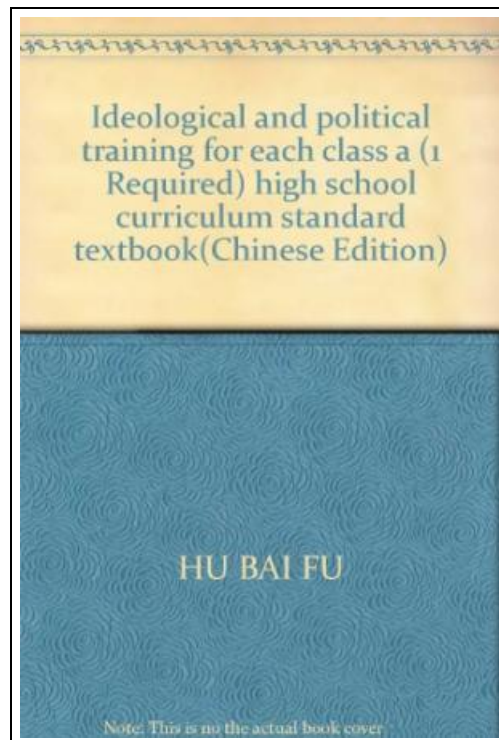 Ideological and political
training for each class a (1
Required) high school
curriculum standard
textbook(Chinese Edition)
HU BAI FU
Note: This is no the actual book cover